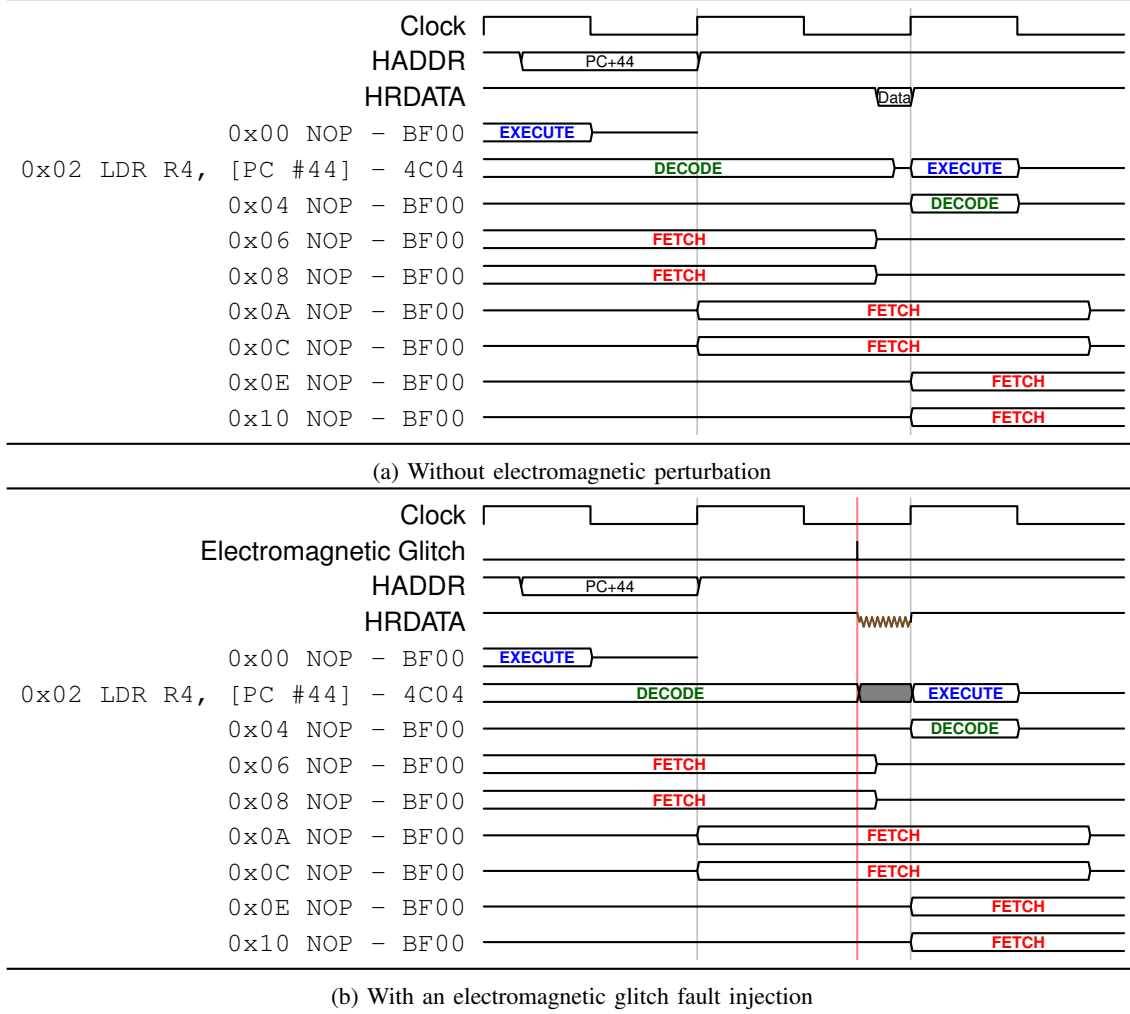 Clock
HADDR PC+44
HRDATA Data
0x00 NOP - BF00 EXECUTE
0x02 LDR R4, [PC #44] - 4C04 DECODE EXECUTE
0x04 NOP - BF00 DECODE
0x06 NOP - BF00 FETCH
0x08 NOP - BF00 FETCH
0x0A NOP - BF00 FETCH
0x0C NOP - BF00 FETCH
0x0E NOP - BF00 FETCH
0x10 NOP - BF00 FETCH
(a) Without electromagnetic perturbation
Clock
Electromagnetic Glitch
HADDR PC+44
HRDATA
0x00 NOP - BF00 EXECUTE
0x02 LDR R4, [PC #44] - 4C04 DECODE EXECUTE
0x04 NOP - BF00 DECODE
0x06 NOP - BF00 FETCH
0x08 NOP - BF00 FETCH
0x0A NOP - BF00 FETCH
0x0C NOP - BF00 FETCH
0x0E NOP - BF00 FETCH
0x10 NOP - BF00 FETCH
(b) With an electromagnetic glitch fault injection